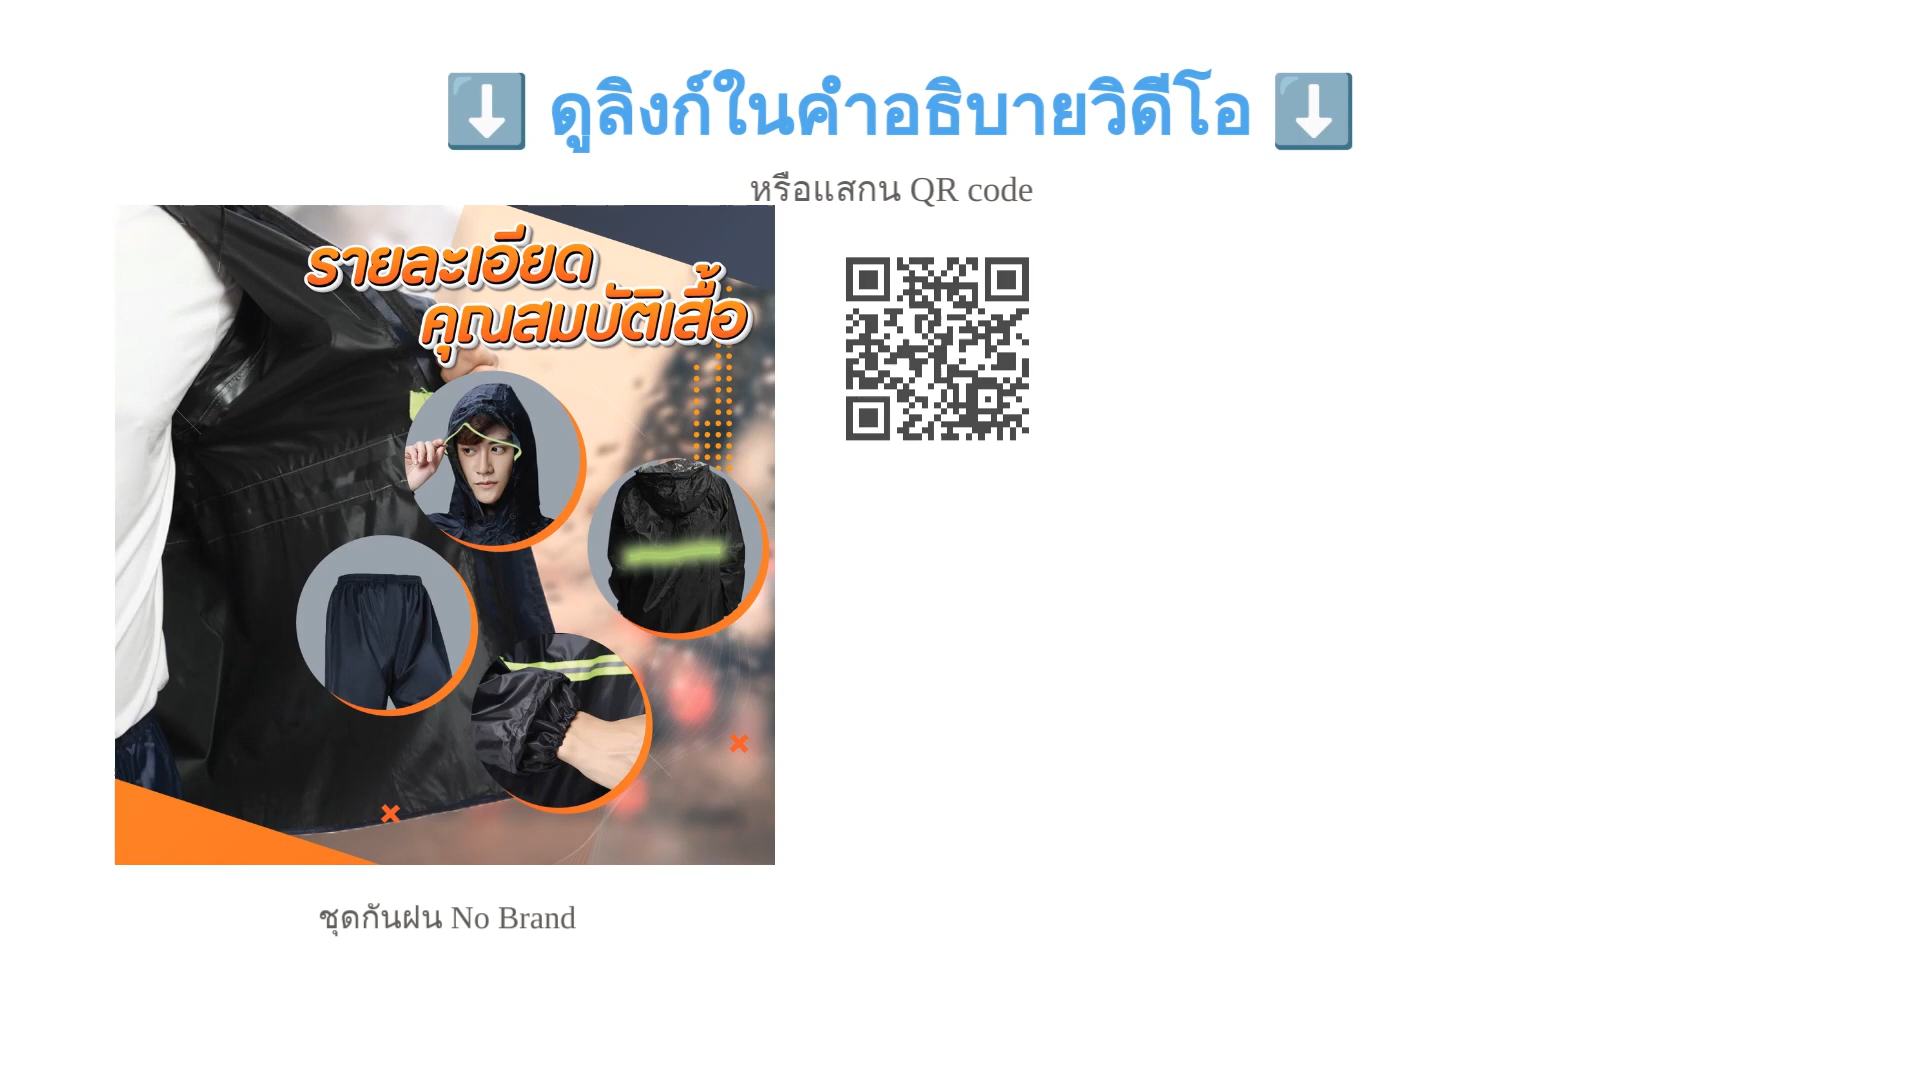 ⬇️ ดูลิงก์ในคำอธิบายวิดีโอ ⬇️
หรือแสกน QR code
รายละเอียด
คุณสมบัติเสื้อ
ชุดกันฝน No Brand